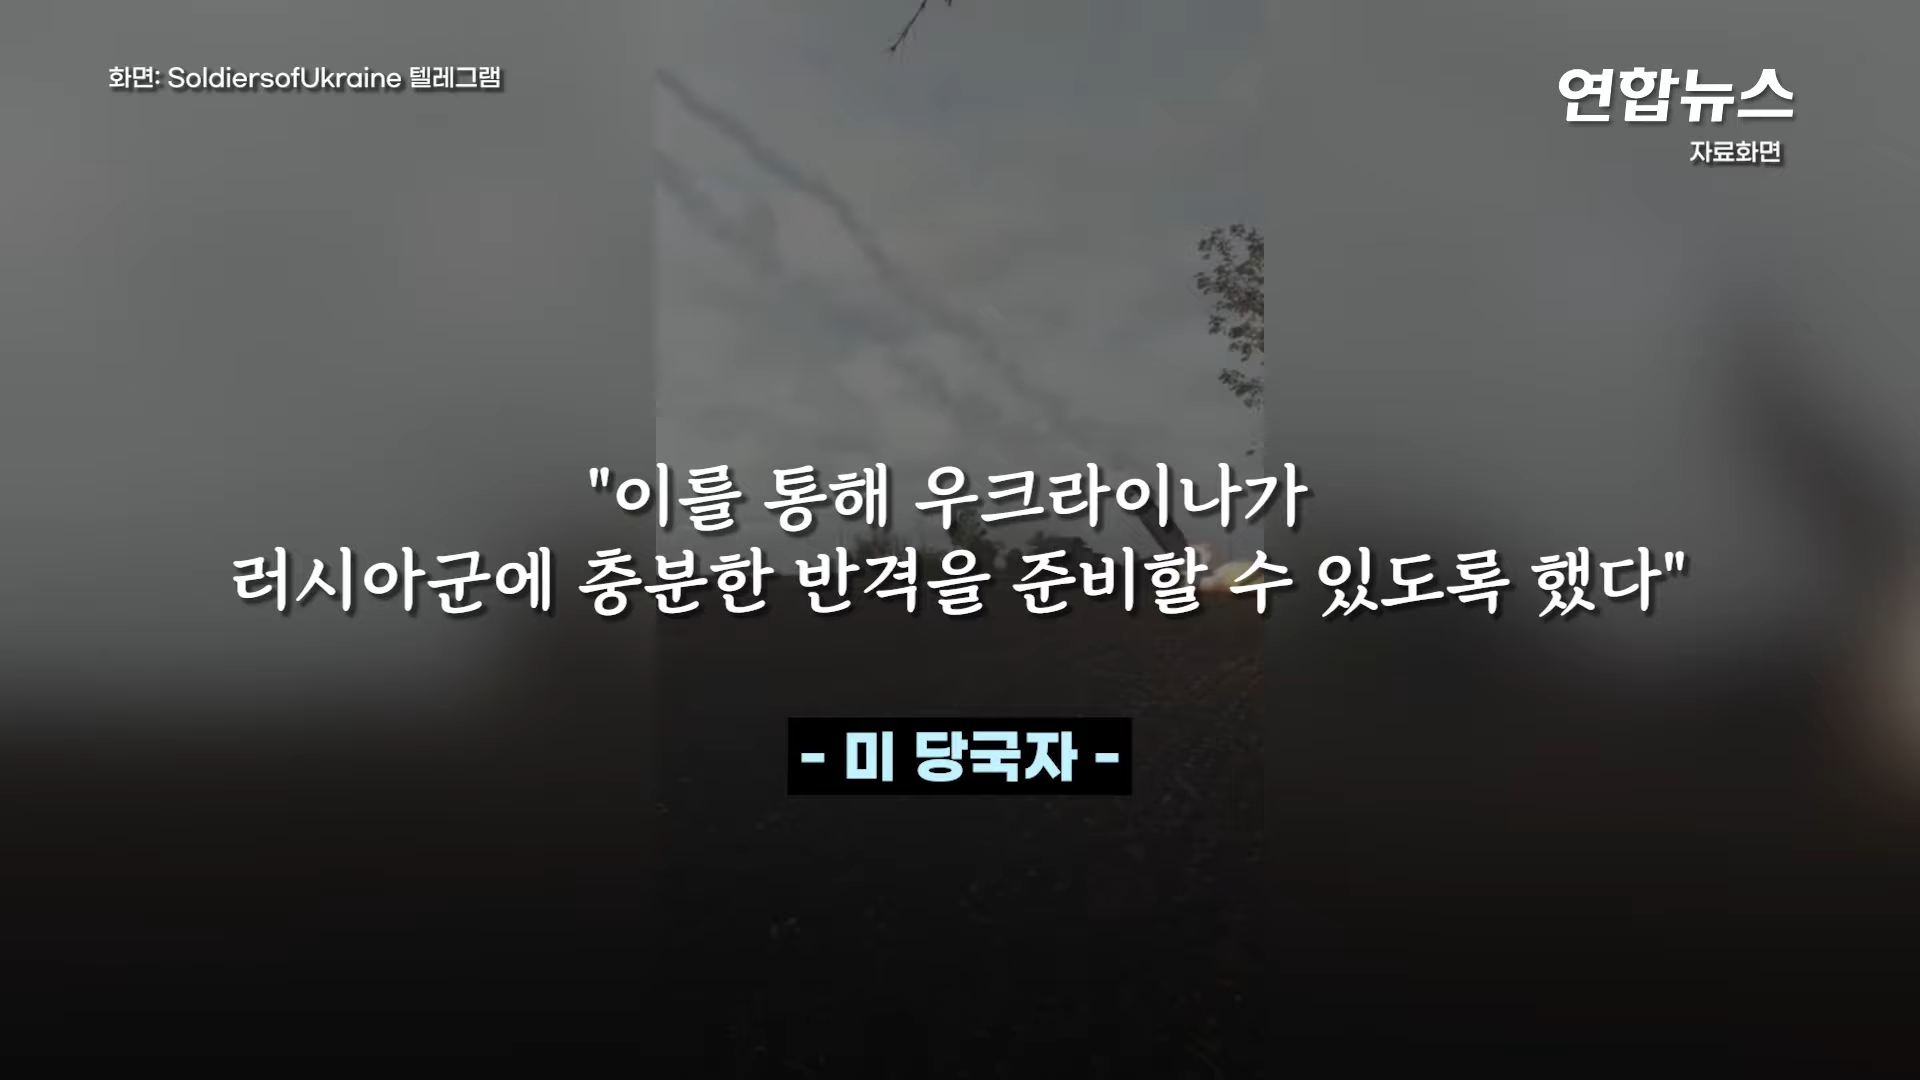 화면: SoldiersofUkraine 텔레그램
연합뉴스
자료화면
"이를 통해 우크라이나가
러시아군에 충분한 반격을 준비할 수 있도록 했다"
- 미 당국자 -